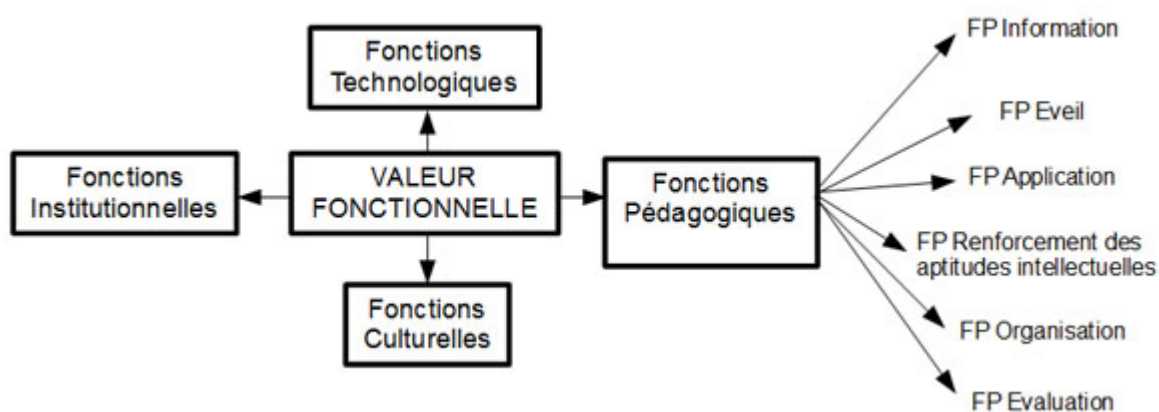 Fonctions
Technologiques
Fonctions
Institutionnelles
VALEUR
FONCTIONNELLE
Fonctions
Pédagogiques
Fonctions
Culturelles
FP Information
FP Eveil
FP Application
FP Renforcement des
aptitudes intellectuelles
FP Organisation
FP Evaluation